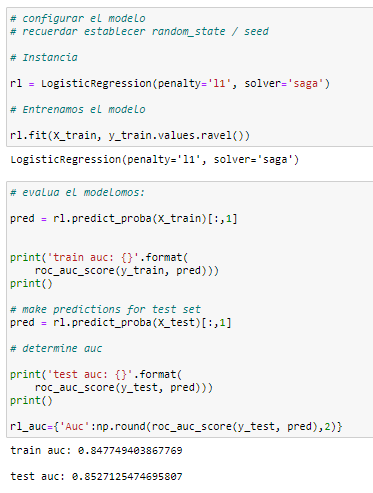 # configurar el modelo
# recuerdar establecer random_state / seed
# Instancia
rl = LogisticRegression(penalty='l1', solver='saga')
# Entrenamos el modelo
rl.fit(X_train, y_train.values.ravel())
LogisticRegression(penalty='l1', solver='saga')
# evalua el modelomos:
pred = rl.predict_proba(X_train)[:,1]
print('train auc: {}'.format(
    roc_auc_score(y_train, pred)))
print()
# make predictions for test set
pred = rl.predict_proba(X_test)[:,1]
# determine auc
print('test auc: {}'.format(
    roc_auc_score(y_test, pred)))
print()
rl_auc={'Auc':np.round(roc_auc_score(y_test, pred),2)}
train auc: 0.847749403867769
test auc: 0.8527125474695807